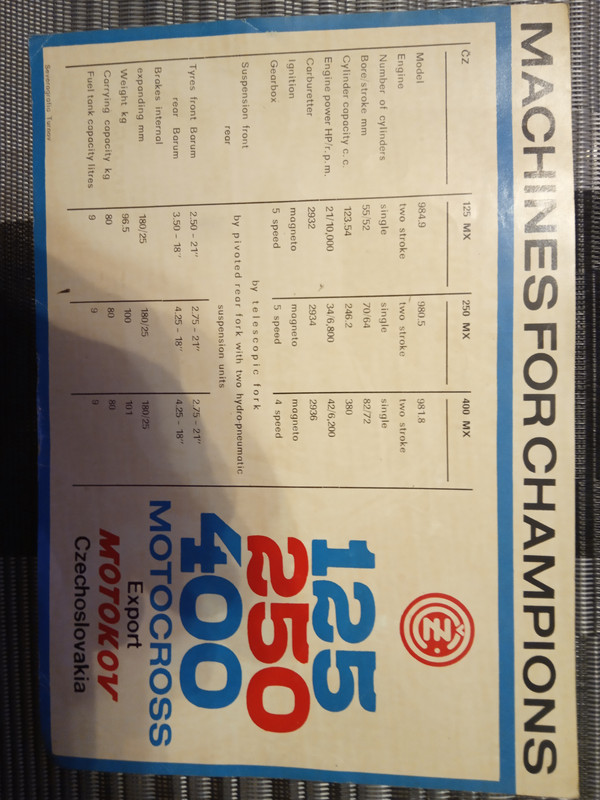 MACHINES FOR CHAMPIONS
ČZ 125 MX 250 MX 400 MX
Model 984.9 980.5 981.8
Engine two stroke two stroke two stroke
Number of cylinders single single single
Bore/stroke mm 55/52 70/64 82/72
Cylinder capacity c. c. 123.54 246.2 380
Engine power HP/r. p. m. 21/10,000 34/6,800 42/6,200
Carburetter 2932 2934 2936
Ignition magneto magneto magneto
Gearbox 5 speed 5 speed 4 speed
Suspension front by telescopic fork
rear by pivoted rear fork with two hydro-pneumatic
suspension units
Tyres front Barum 2.50 - 21" 2.75 - 21" 2.75 - 21"
rear Barum 3.50 - 18" 4.25 - 18" 4.25 - 18"
Brakes internal
expanding mm 180/25 180/25 180/25
Weight kg 96.5 100 101
Carrying capacity kg 80 80 80
Fuel tank capacity litres 9 9 9
Severografia, Turnov
ČZ
125
250
400
MOTOCROSS
Export
MOTOKOV
Czechoslovakia